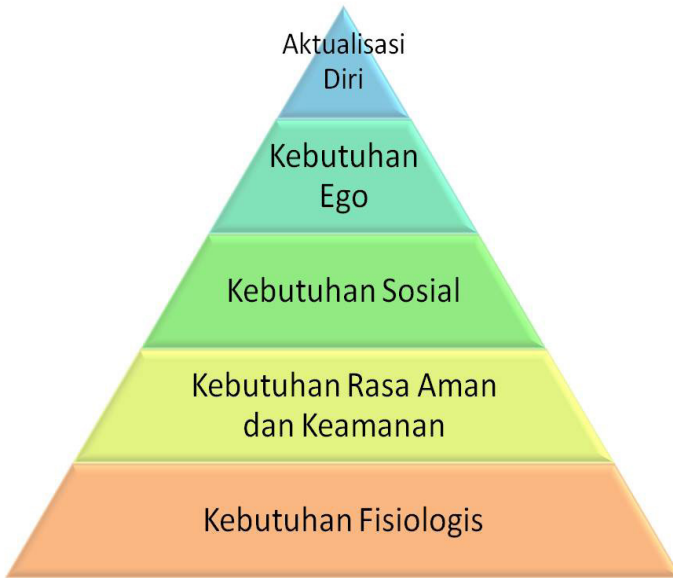 Aktualisasi
Diri
Kebutuhan
Ego
Kebutuhan Sosial
Kebutuhan Rasa Aman
dan Keamanan
Kebutuhan Fisiologis